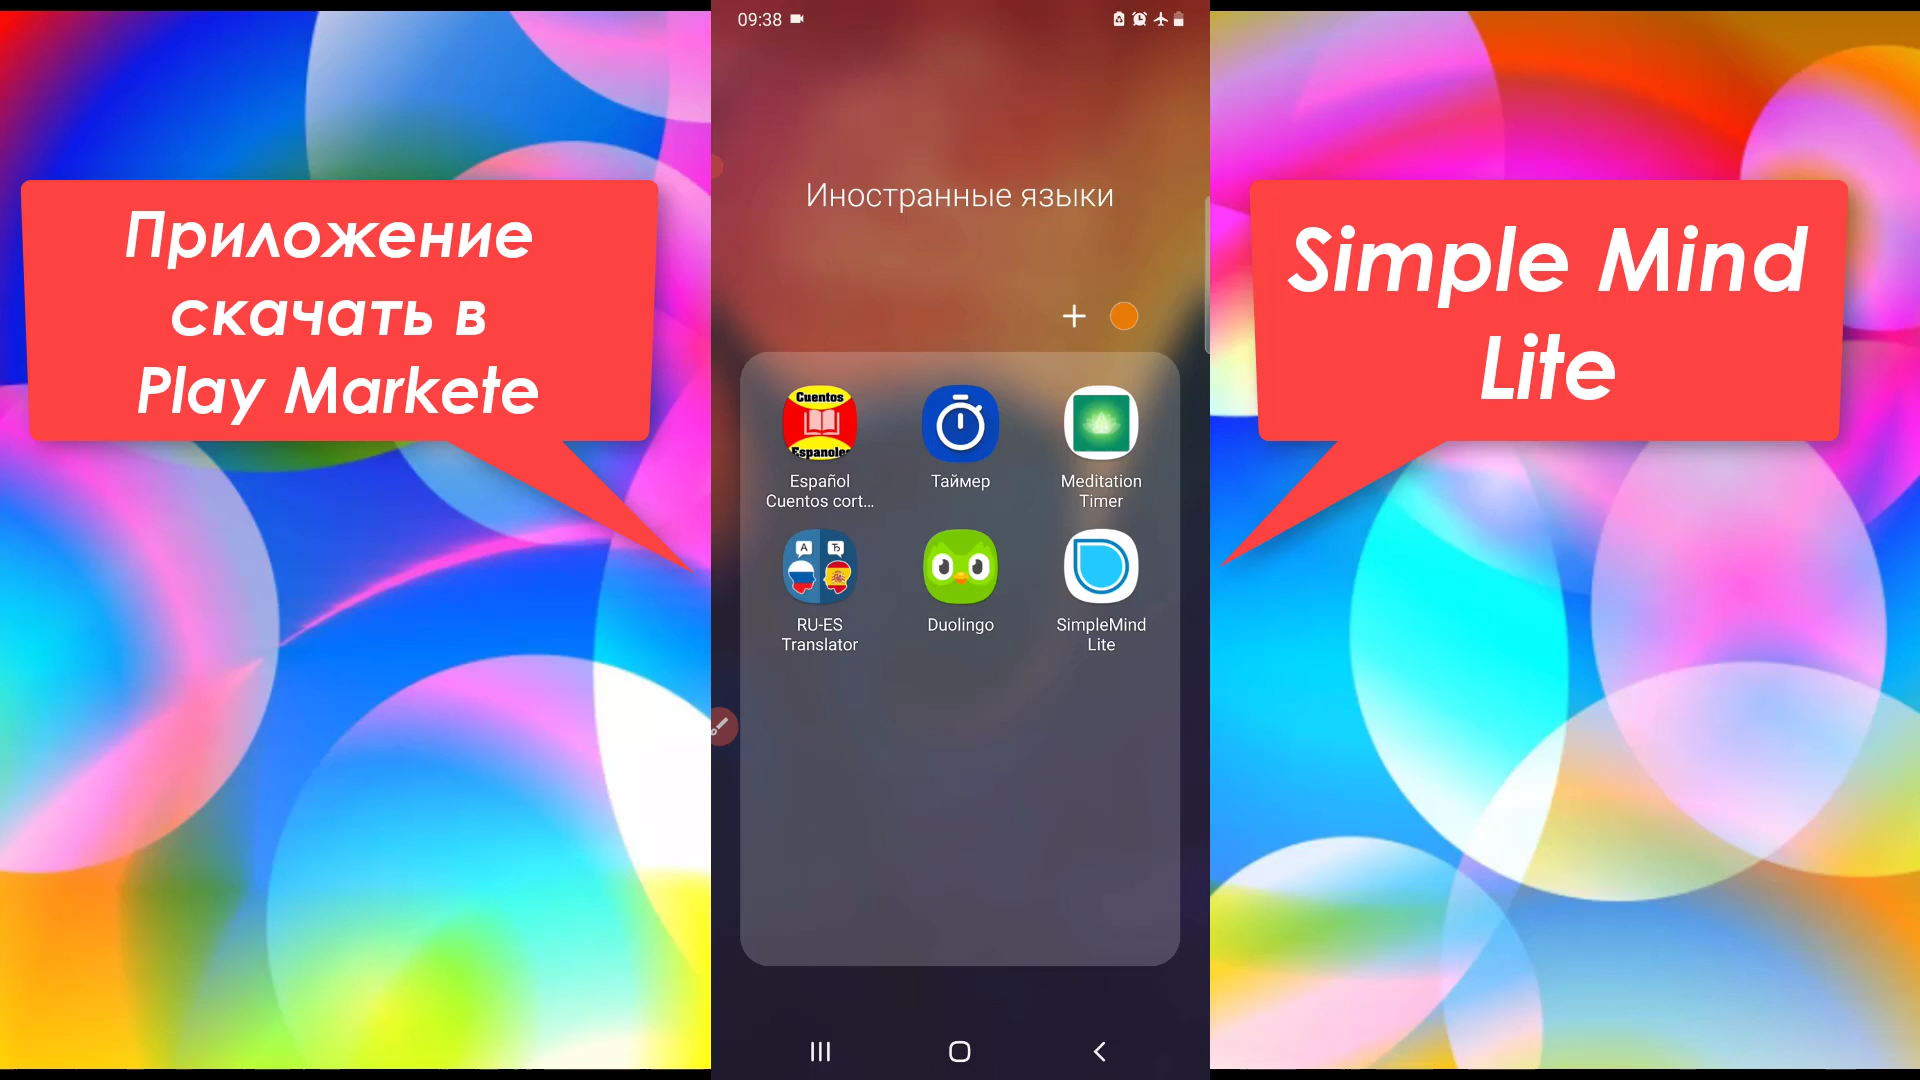 09:38
Иностранные языки
Приложение
скачать в
Play Markete
Simple Mind
Lite
Cuentos
Espanoles
Español
Cuentos cort...
Таймер
Meditation
Timer
A
Ђ
RU-ES
Translator
Duolingo
SimpleMind
Lite